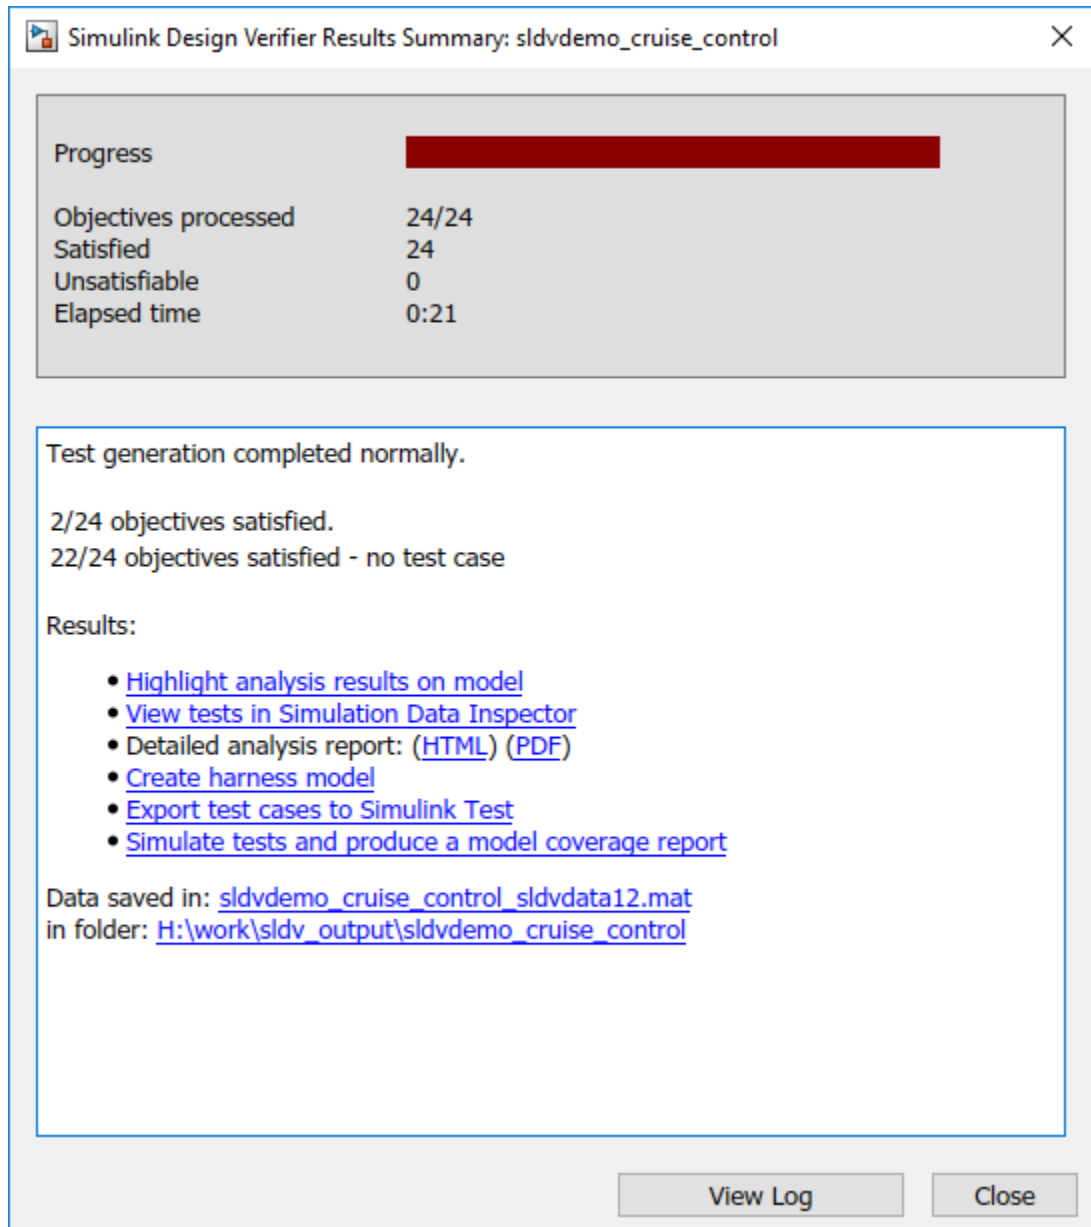 Simulink Design Verifier Results Summary: sldvdemo_cruise_control
Progress
Objectives processed 24/24
Satisfied 24
Unsatisfiable 0
Elapsed time 0:21
Test generation completed normally.
2/24 objectives satisfied.
22/24 objectives satisfied - no test case
Results:
• Highlight analysis results on model
• View tests in Simulation Data Inspector
• Detailed analysis report: (HTML) (PDF)
• Create harness model
• Export test cases to Simulink Test
• Simulate tests and produce a model coverage report
Data saved in: sldvdemo_cruise_control_sldvdata12.mat
in folder: H:\work\sldv_output\sldvdemo_cruise_control
View Log Close